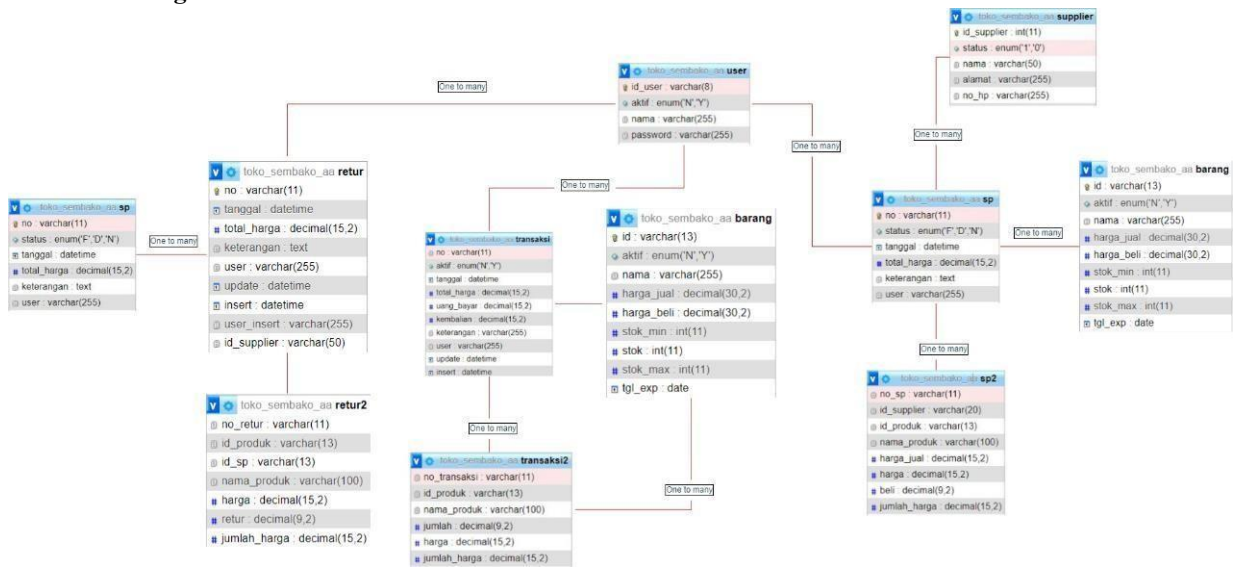 toko_sembako_aa supplier
id_supplier : int(11)
status : enum('1','0')
nama : varchar(50)
alamat : varchar(255)
no_hp : varchar(255)
toko_sembako_aa user
id_user : varchar(8)
aktif : enum('N','Y')
nama : varchar(255)
password : varchar(255)
One to many
One to many
One to many
One to many
toko_sembako_aa retur
no : varchar(11)
tanggal : datetime
total_harga : decimal(15,2)
keterangan : text
user : varchar(255)
update : datetime
insert : datetime
user_insert : varchar(255)
id_supplier : varchar(50)
toko_sembako_aa sp
no : varchar(11)
status : enum('F','D','N')
tanggal : datetime
total_harga : decimal(15,2)
keterangan : text
user : varchar(255)
One to many
toko_sembako_aa transaksi
no : varchar(11)
aktif : enum('N','Y')
tanggal : datetime
total_harga : decimal(15,2)
uang_bayar : decimal(15,2)
kembalian : decimal(15,2)
keterangan : varchar(255)
user : varchar(255)
update : datetime
insert : datetime
toko_sembako_aa barang
id : varchar(13)
aktif : enum('N','Y')
nama : varchar(255)
harga_jual : decimal(30,2)
harga_beli : decimal(30,2)
stok_min : int(11)
stok : int(11)
stok_max : int(11)
tgl_exp : date
toko_sembako_aa sp
no : varchar(11)
status : enum('F','D','N')
tanggal : datetime
total_harga : decimal(15,2)
keterangan : text
user : varchar(255)
One to many
toko_sembako_aa barang
id : varchar(13)
aktif : enum('N','Y')
nama : varchar(255)
harga_jual : decimal(30,2)
harga_beli : decimal(30,2)
stok_min : int(11)
stok : int(11)
stok_max : int(11)
tgl_exp : date
toko_sembako_aa retur2
no_retur : varchar(11)
id_produk : varchar(13)
id_sp : varchar(13)
nama_produk : varchar(100)
harga : decimal(15,2)
retur : decimal(9,2)
jumlah_harga : decimal(15,2)
One to many
toko_sembako_aa transaksi2
no_transaksi : varchar(11)
id_produk : varchar(13)
nama_produk : varchar(100)
jumlah : decimal(9,2)
harga : decimal(15,2)
jumlah_harga : decimal(15,2)
One to many
One to many
toko_sembako_aa sp2
no_sp : varchar(11)
id_supplier : varchar(20)
id_produk : varchar(13)
nama_produk : varchar(100)
harga_jual : decimal(15,2)
harga : decimal(15,2)
beli : decimal(9,2)
jumlah_harga : decimal(15,2)